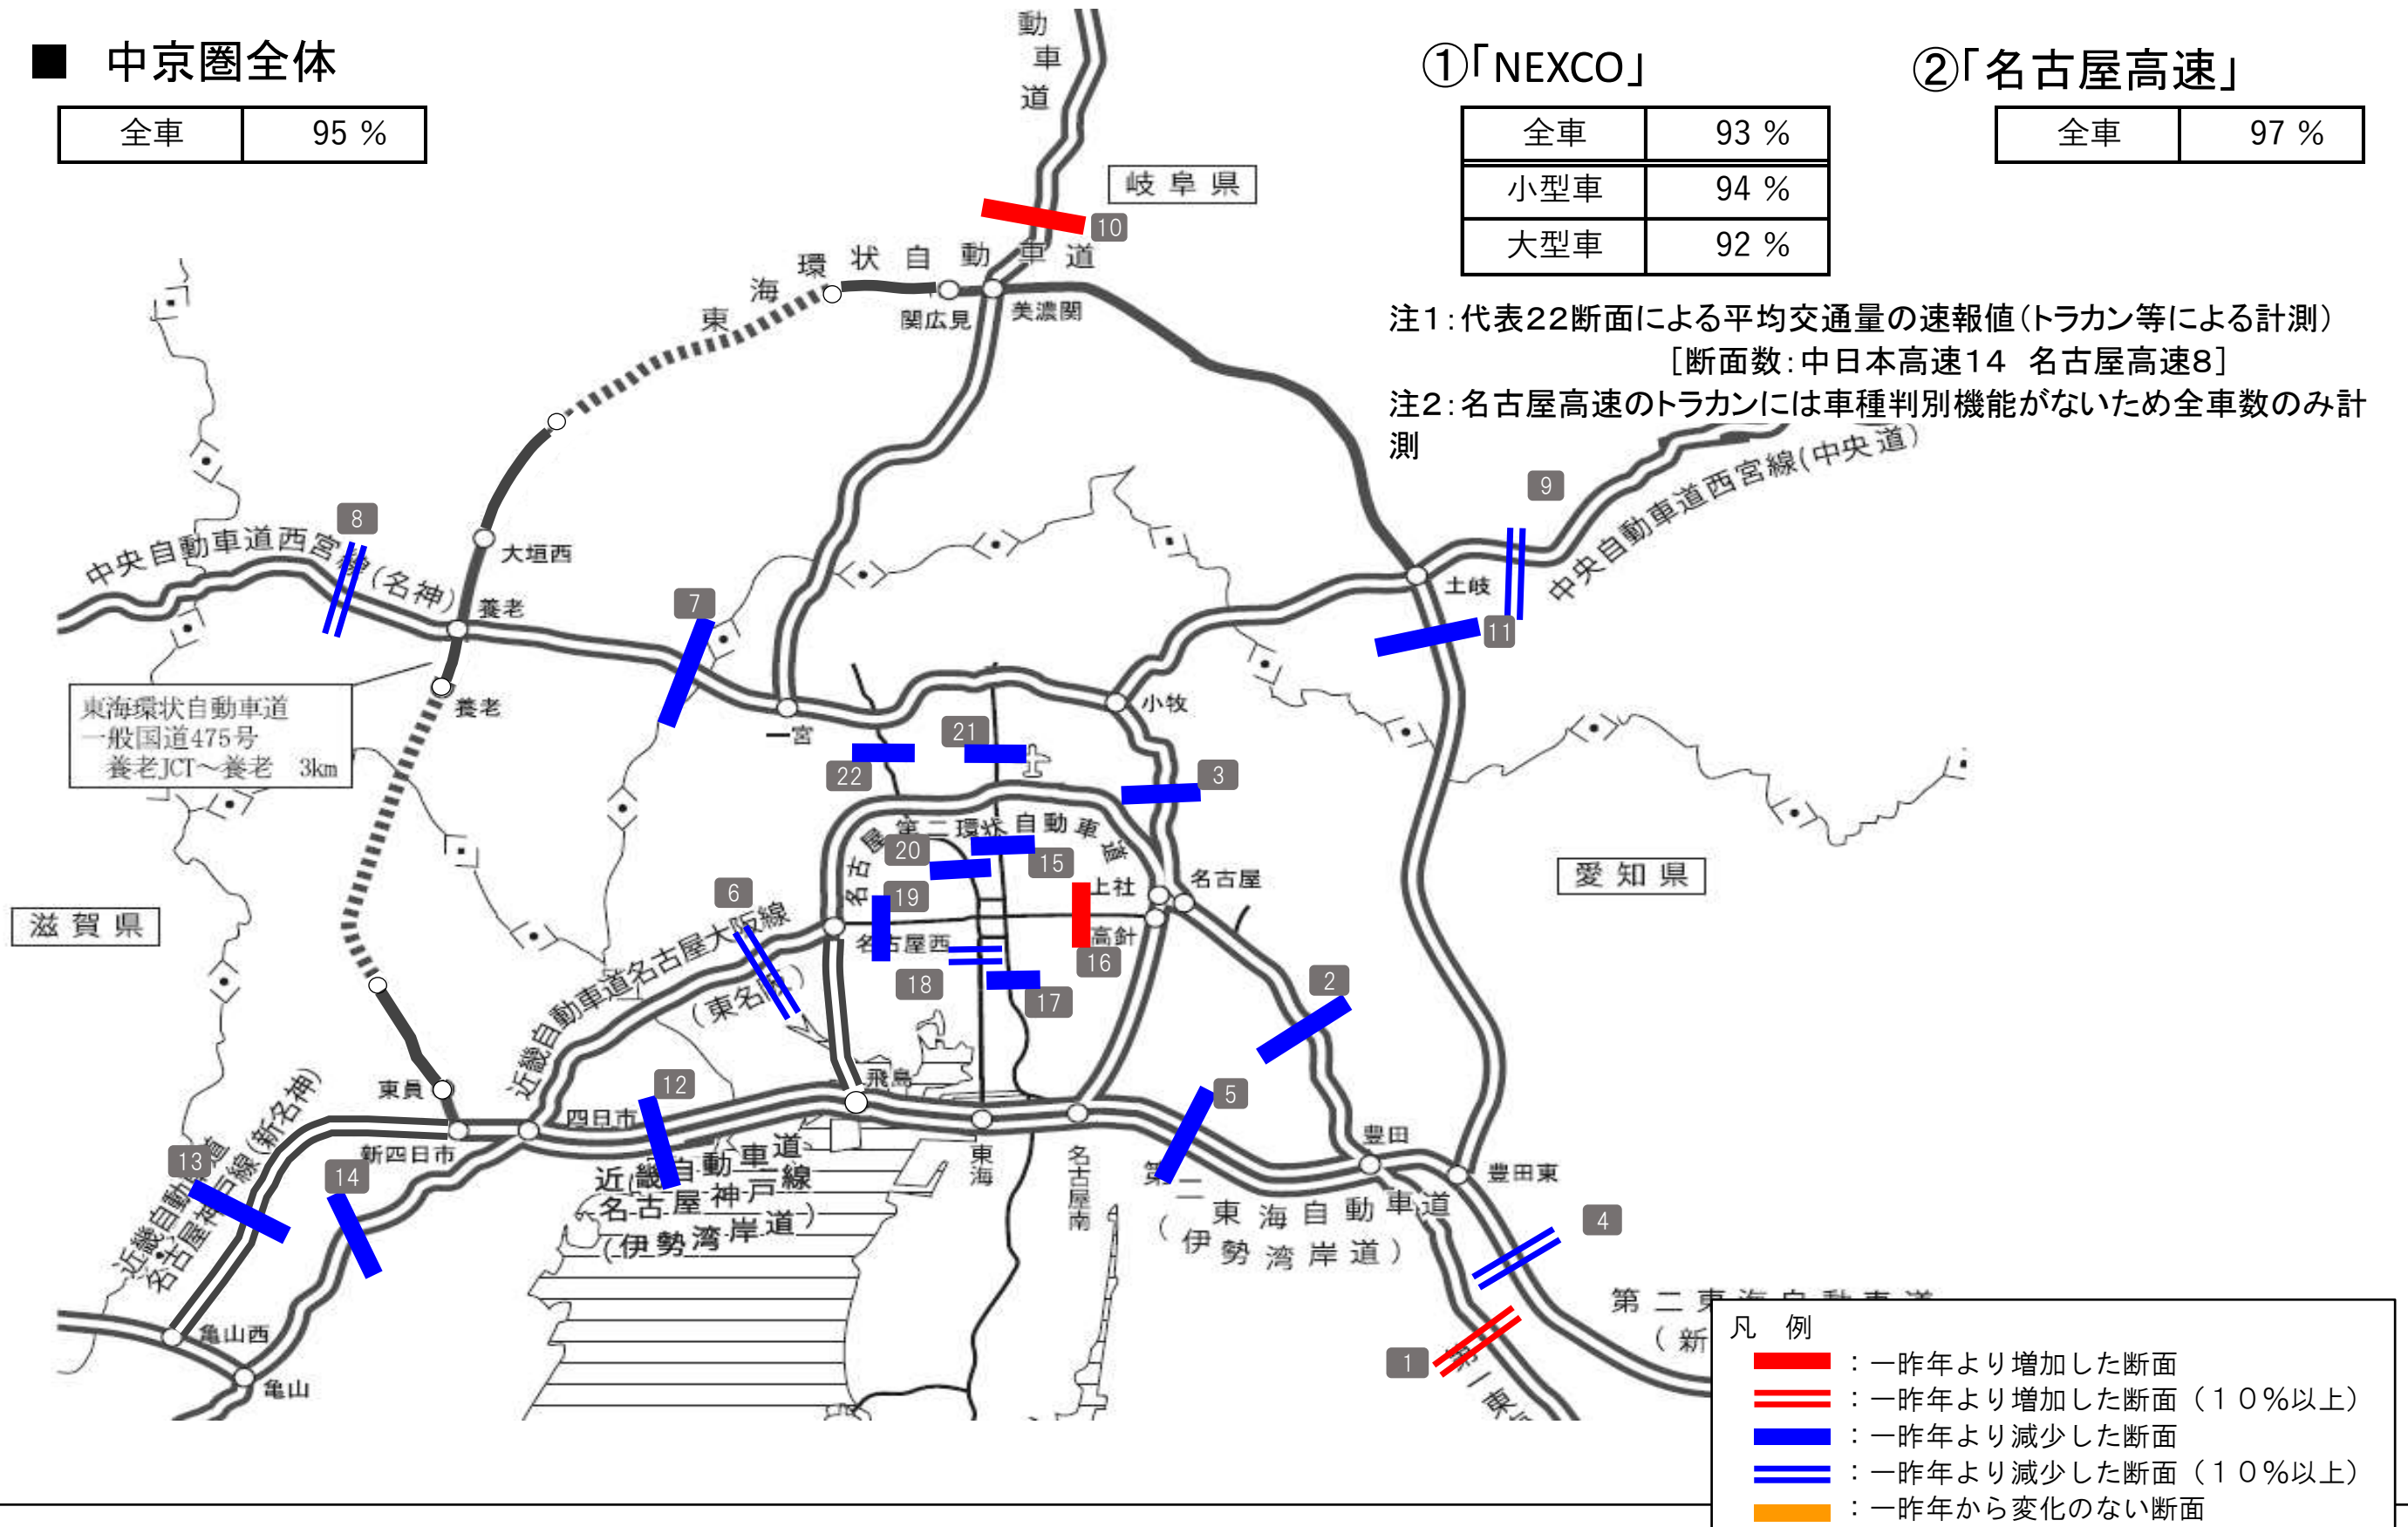 ■ 中京圏全体
全車 95 %
①「NEXCO」
全車 93 %
小型車 94 %
大型車 92 %
②「名古屋高速」
全車 97 %
注1：代表22断面による平均交通量の速報値（トラカン等による計測）
［断面数：中日本高速14 名古屋高速8］
注2：名古屋高速のトラカンには車種判別機能がないため全車数のみ計
測
動車道
岐阜県
10
東海環状自動車道
関広見
美濃関
9
中央自動車道西宮線(中央道)
8
中央自動車道西宮線(名神)
大垣西
養老
7
土岐
11
養老
東海環状自動車道
一般国道475号
養老JCT～養老 3km
一宮
小牧
21
22
3
名古屋第二環状自動車道
20
15
上社
名古屋
愛知県
19
6
滋賀県
名古屋西
高針
16
近畿自動車道名古屋大阪線
(東名阪)
18
17
2
飛島
東員
12
5
四日市
新四日市
豊田
13
14
近畿自動車道
名古屋神戸線(新名神)
近畿自動車道
名古屋神戸線
(伊勢湾岸道)
東海
名古屋南
豊田東
第二東海自動車道
(伊勢湾岸道)
4
亀山西
亀山
1
第一東
第二東海自動車道
(新
凡 例
：一昨年より増加した断面
：一昨年より増加した断面（１０％以上）
：一昨年より減少した断面
：一昨年より減少した断面（１０％以上）
：一昨年から変化のない断面